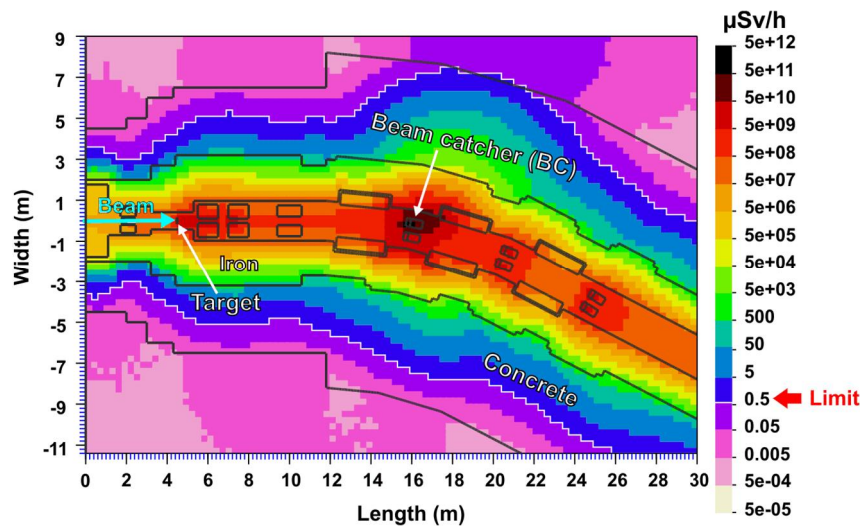 µSv/h
9
7
5
3
1
-1
-3
-5
-7
-9
-11
Width (m)
0 2 4 6 8 10 12 14 16 18 20 22 24 26 28 30
Length (m)
Beam catcher (BC)
Beam
Iron
Target
Concrete
5e+12
5e+11
5e+10
5e+09
5e+08
5e+07
5e+06
5e+05
5e+04
5e+03
500
50
5
0.5
Limit
0.05
0.005
5e-04
5e-05